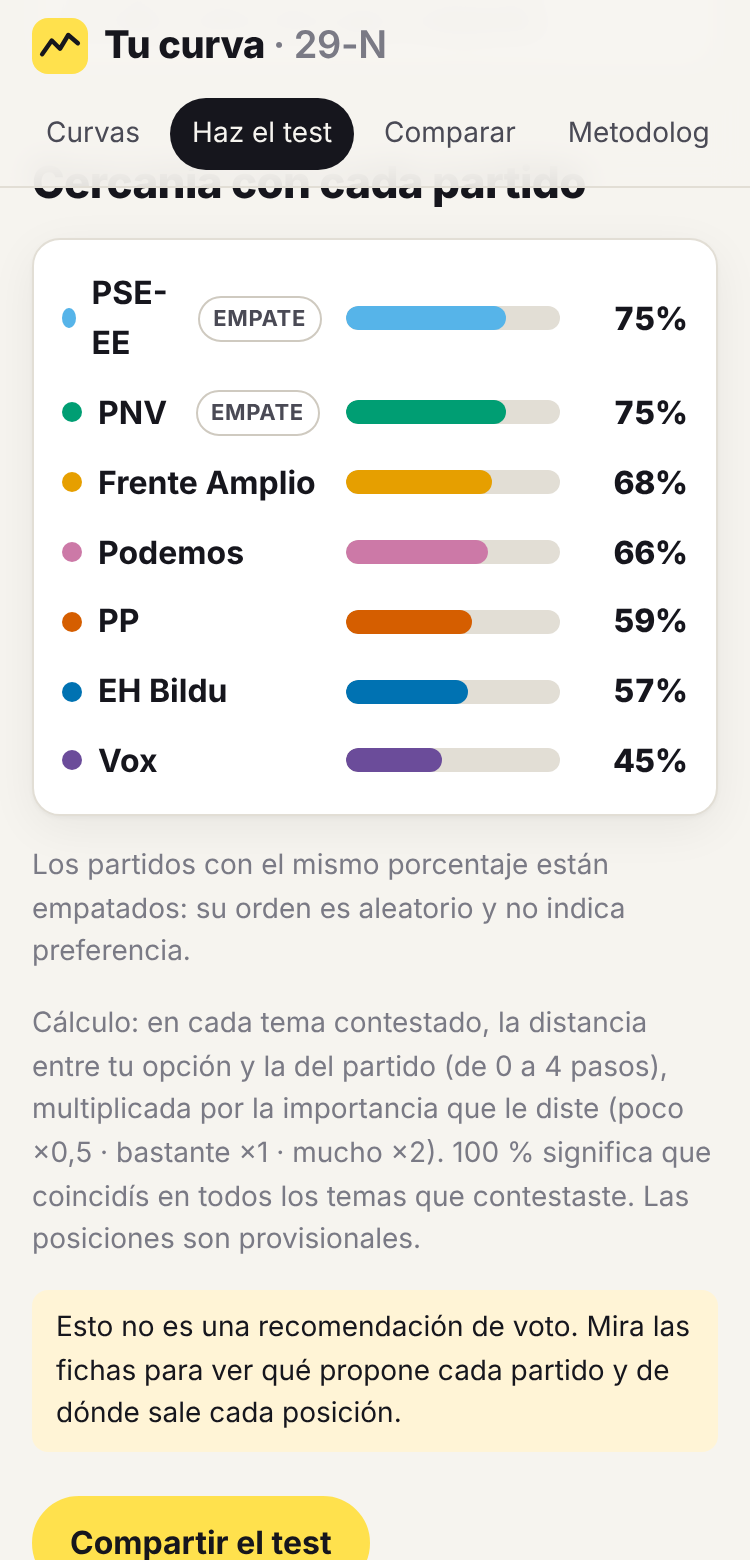 Tu curva · 29-N
Curvas Haz el test Comparar Metodolog
Cercanía con cada partido
PSE-
EE
EMPATE 75%
PNV EMPATE 75%
Frente Amplio 68%
Podemos 66%
PP 59%
EH Bildu 57%
Vox 45%
Los partidos con el mismo porcentaje están
empatados: su orden es aleatorio y no indica
preferencia.
Cálculo: en cada tema contestado, la distancia
entre tu opción y la del partido (de 0 a 4 pasos),
multiplicada por la importancia que le diste (poco
×0,5 · bastante ×1 · mucho ×2). 100 % significa que
coincidís en todos los temas que contestaste. Las
posiciones son provisionales.
Esto no es una recomendación de voto. Mira las
fichas para ver qué propone cada partido y de
dónde sale cada posición.
Compartir el test